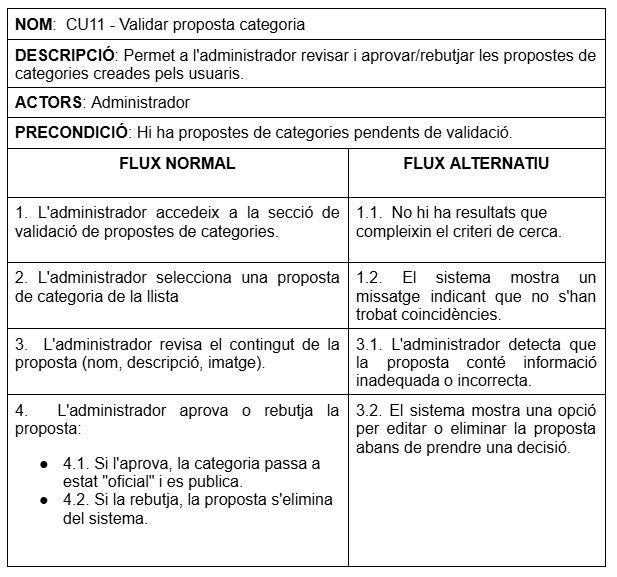 NOM:  CU11 - Validar proposta categoria
DESCRIPCIÓ: Permet a l'administrador revisar i aprovar/rebutjar les propostes de
categories creades pels usuaris.
ACTORS: Administrador
PRECONDICIÓ: Hi ha propostes de categories pendents de validació.
FLUX NORMAL
FLUX ALTERNATIU
1. L'administrador accedeix a la secció de
validació de propostes de categories.
1.1.  No hi ha resultats que
compleixin el criteri de cerca.
2. L'administrador selecciona una proposta
de categoria de la llista
1.2. El sistema mostra un
missatge indicant que no s'han
trobat coincidències.
3.  L'administrador revisa el contingut de la
proposta (nom, descripció, imatge).
3.1. L'administrador detecta que
la proposta conté informació
inadequada o incorrecta.
4.  L'administrador aprova o rebutja la
proposta:
● 4.1. Si l'aprova, la categoria passa a
estat "oficial" i es publica.
● 4.2. Si la rebutja, la proposta s'elimina
del sistema.
3.2. El sistema mostra una opció
per editar o eliminar la proposta
abans de prendre una decisió.